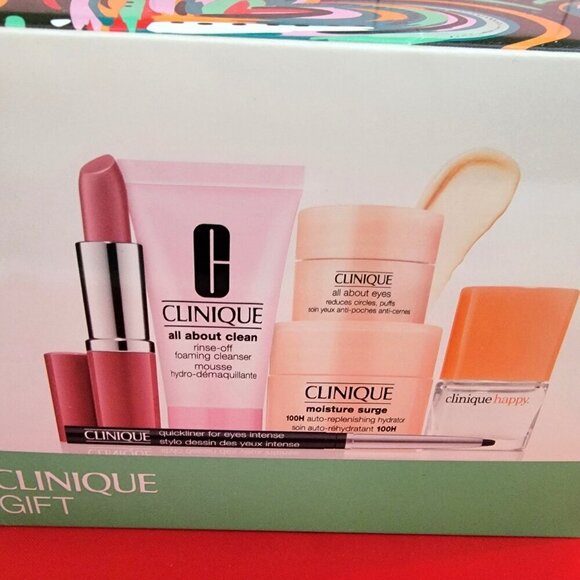 C
CLINIQUE
all about clean
rinse-off
foaming cleanser
mousse
hydro-démaquillante
CLINIQUE
all about eyes
reduces circles, puffs
soin yeux anti-poches anti-cernes
CLINIQUE
moisture surge
100H auto-replenishing hydrator
soin auto-réhydratant 100H
clinique happy.
CLINIQUE quickliner for eyes intense
stylo dessin des yeux intense
CLINIQUE
GIFT